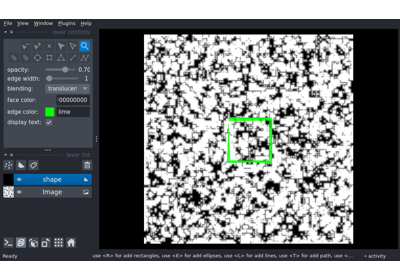 File View Window Plugins Help
layer controls
opacity: 0.70
edge width: 1
blending: translucen
face color: 00000000
edge color: lime
display text:
layer list
shape
Image
Ready
use <R> for add rectangles, use <E> for add ellipses, use <L> for add lines, use <T> for add path, use <...
activity